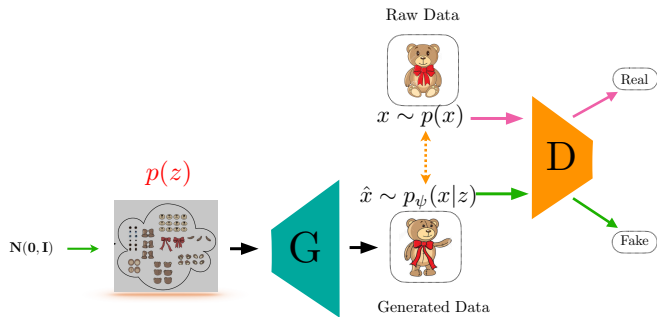 Raw Data
x ∼ p(x)
Real
D
p(z)
x̂ ∼ p_ψ(x|z)
N(0, I)
G
Fake
Generated Data